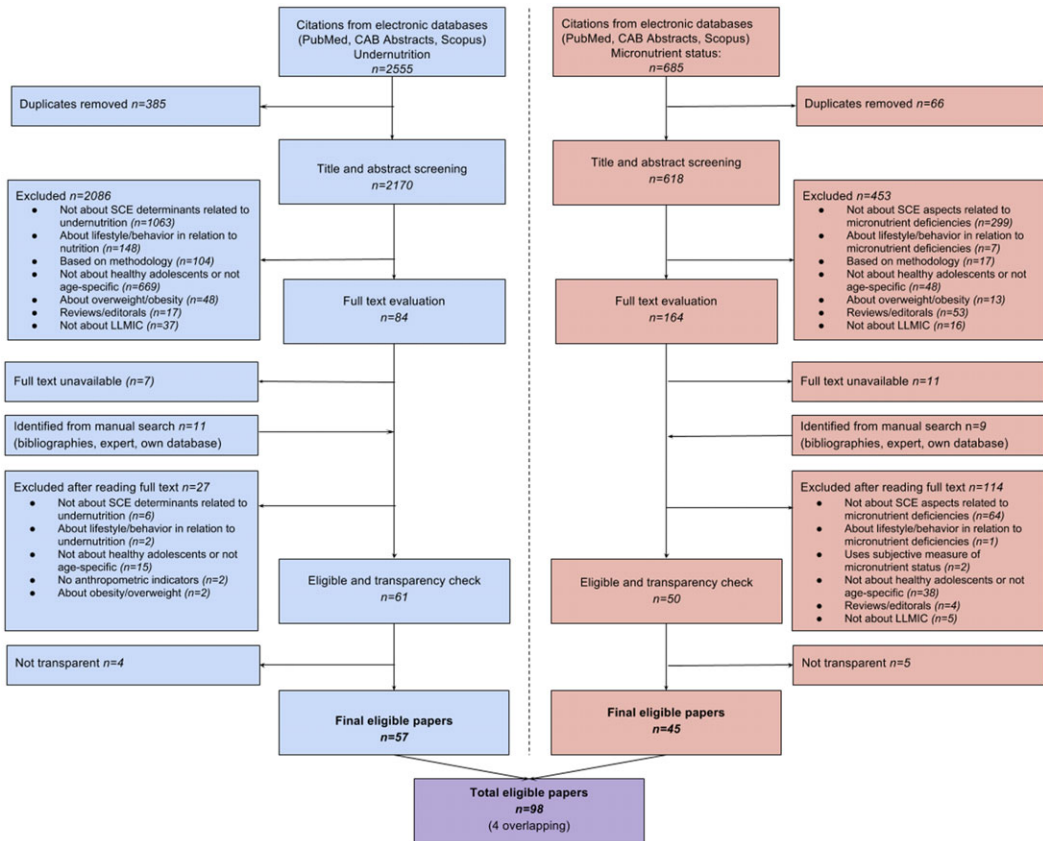 Citations from electronic databases
(PubMed, CAB Abstracts, Scopus)
Undernutrition
n=2555
Duplicates removed n=385
Title and abstract screening
n=2170
Excluded n=2086
● Not about SCE determinants related to
undernutrition (n=1063)
● About lifestyle/behavior in relation to
nutrition (n=148)
● Based on methodology (n=104)
● Not about healthy adolescents or not
age-specific (n=669)
● About overweight/obesity (n=48)
● Reviews/editorals (n=17)
● Not about LLMIC (n=37)
Full text evaluation
n=84
Full text unavailable (n=7)
Identified from manual search n=11
(bibliographies, expert, own database)
Excluded after reading full text n=27
● Not about SCE determinants related to
undernutrition (n=6)
● About lifestyle/behavior in relation to
undernutrition (n=2)
● Not about healthy adolescents or not
age-specific (n=15)
● No anthropometric indicators (n=2)
● About obesity/overweight (n=2)
Eligible and transparency check
n=61
Not transparent n=4
Final eligible papers
n=57
Citations from electronic databases
(PubMed, CAB Abstracts, Scopus)
Micronutrient status:
n=685
Duplicates removed n=66
Title and abstract screening
n=618
Excluded n=453
● Not about SCE aspects related to
micronutrient deficiencies (n=299)
● About lifestyle/behavior in relation to
micronutrient deficiencies (n=7)
● Based on methodology (n=17)
● Not about healthy adolescents or not
age-specific (n=48)
● About overweight/obesity (n=13)
● Reviews/editorals (n=53)
● Not about LLMIC (n=16)
Full text evaluation
n=164
Full text unavailable n=11
Identified from manual search n=9
(bibliographies, expert, own database)
Excluded after reading full text n=114
● Not about SCE aspects related to
micronutrient deficiencies (n=64)
● About lifestyle/behavior in relation to
micronutrient deficiencies (n=1)
● Uses subjective measure of
micronutrient status (n=2)
● Not about healthy adolescents or not
age-specific (n=38)
● Reviews/editorals (n=4)
● Not about LLMIC (n=5)
Eligible and transparency check
n=50
Not transparent n=5
Final eligible papers
n=45
Total eligible papers
n=98
(4 overlapping)